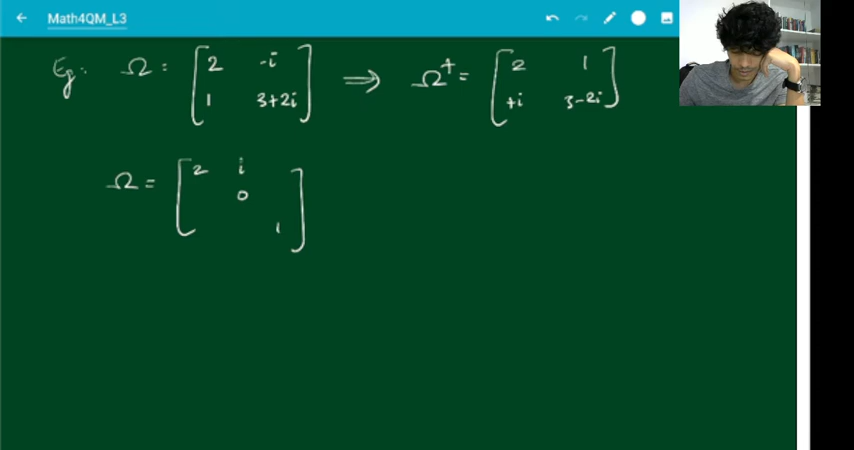 Math4QM_L3
Eg: Ω = [ 2 -i ] ⟹ Ω† = [ 2 1 ]
[ 1 3+2i ] [ +i 3-2i ]
Ω = [ 2 i ]
0
1